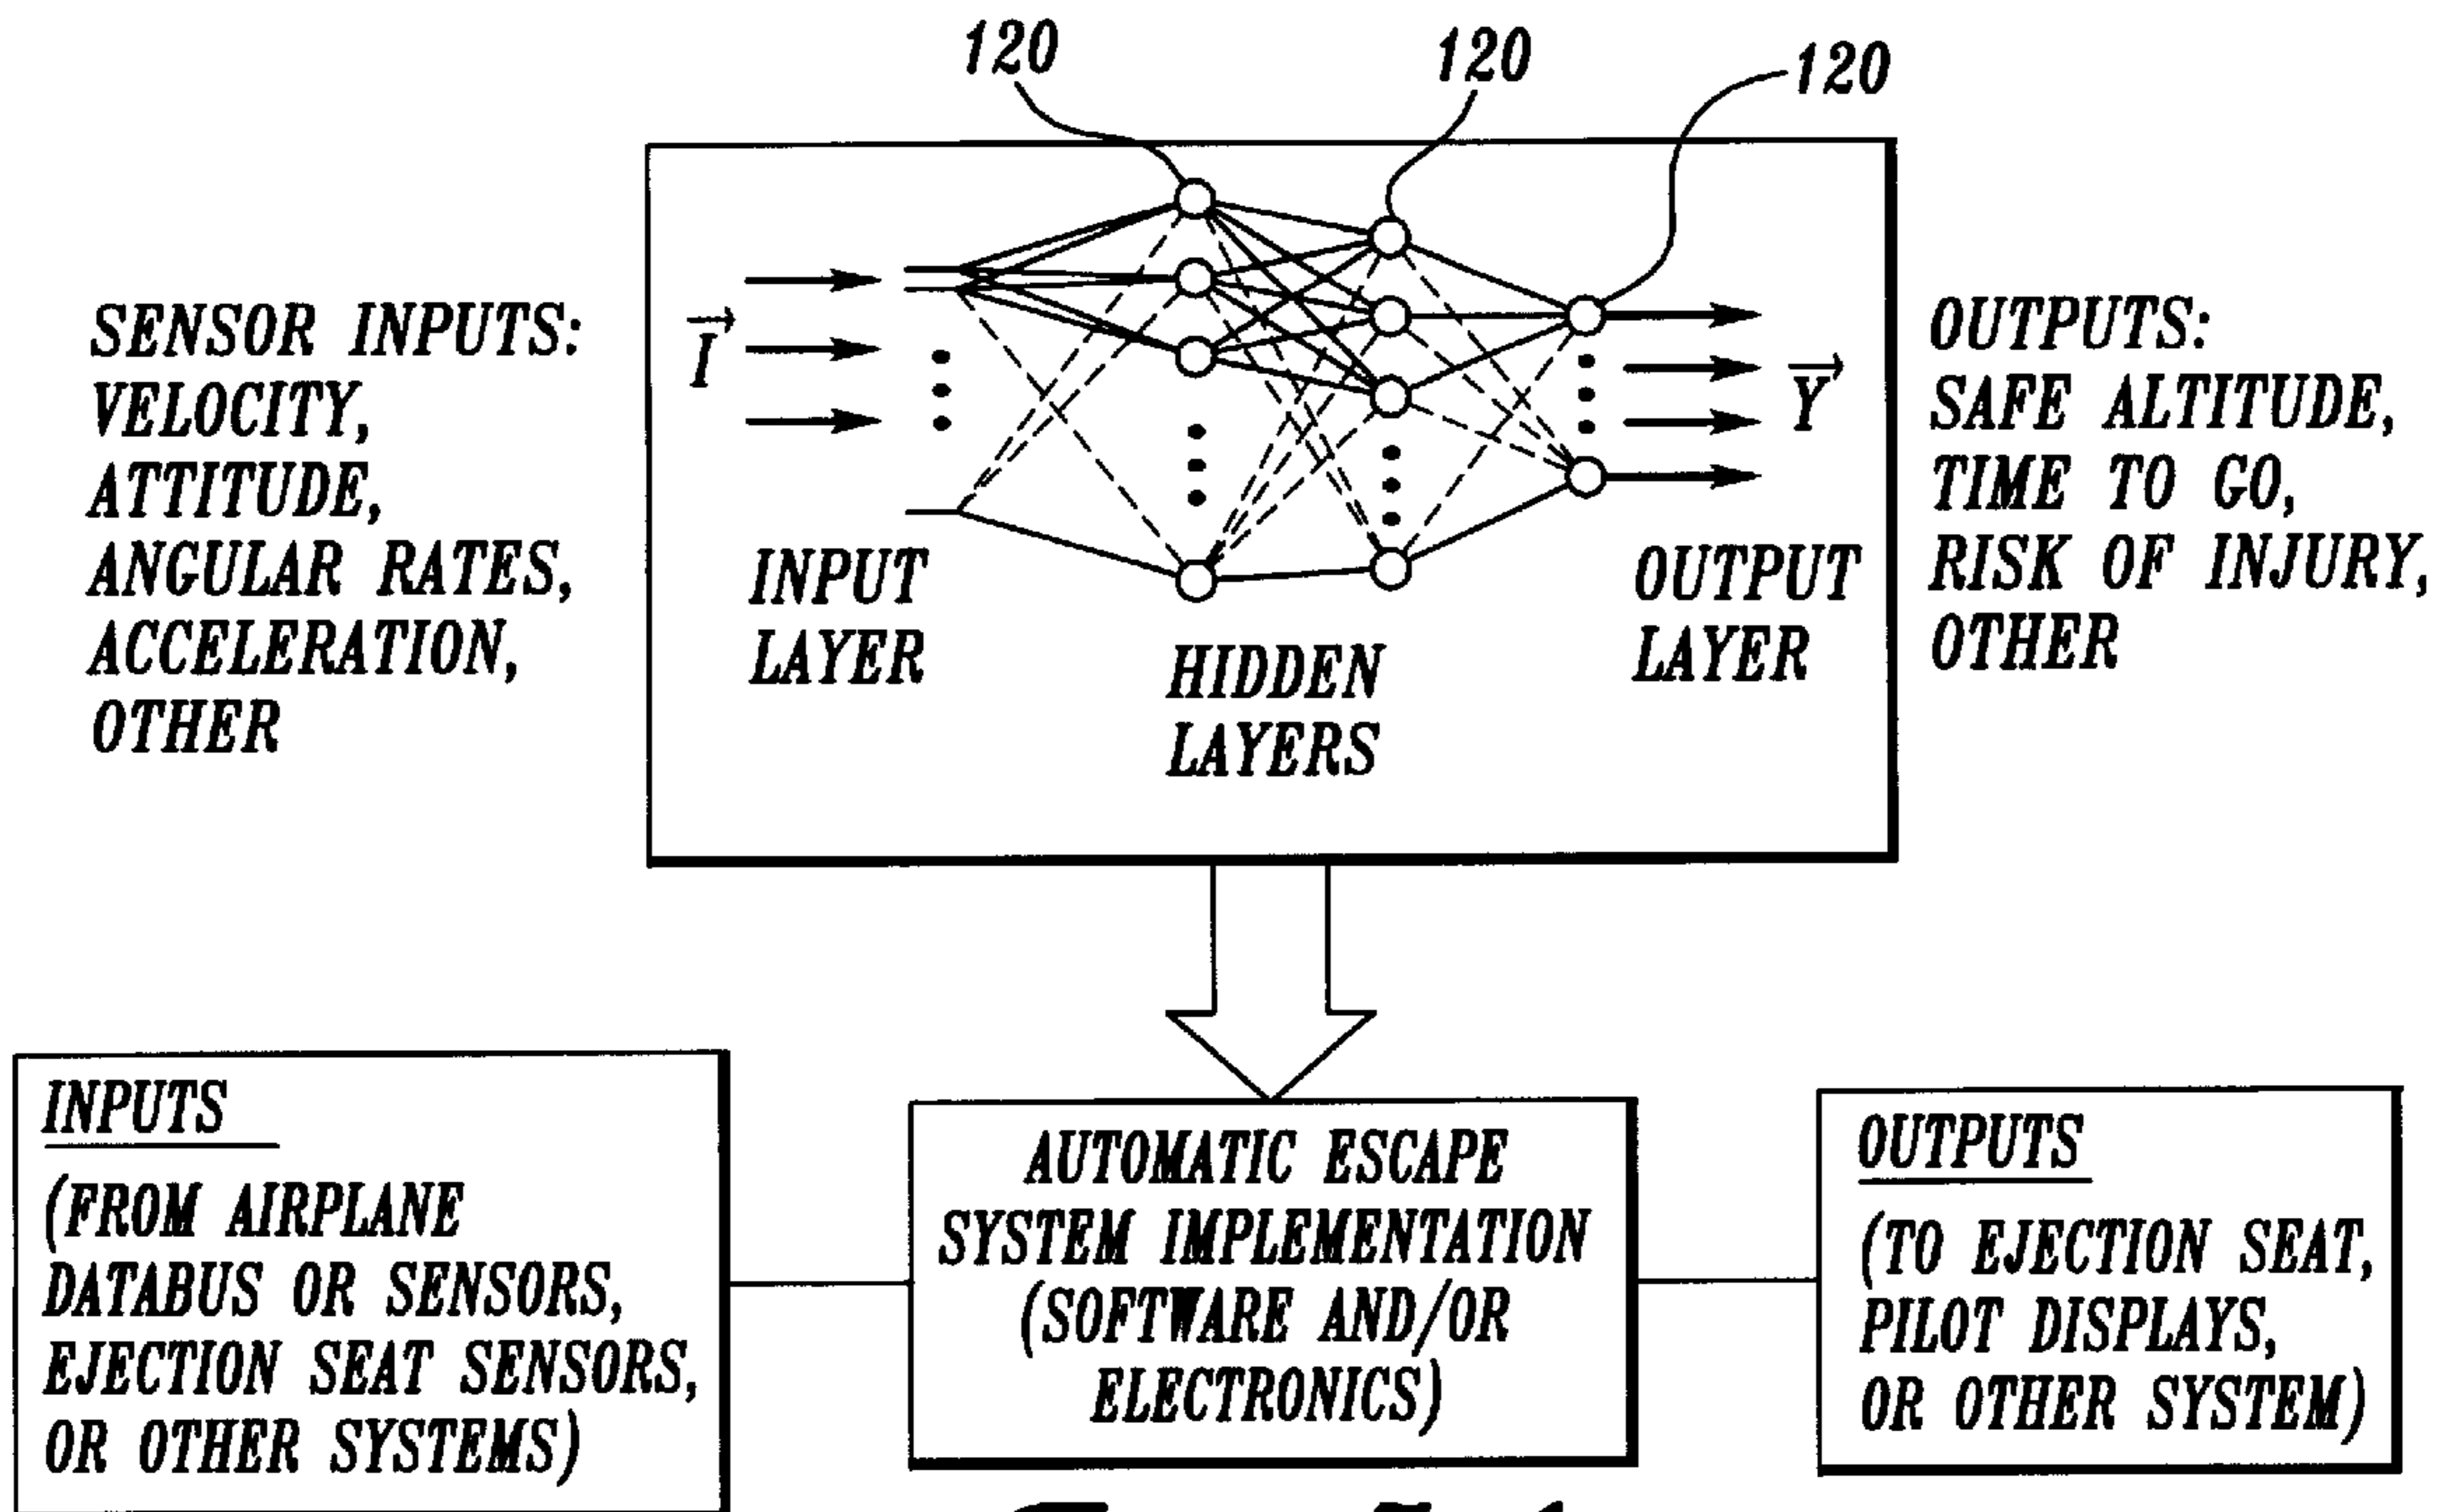 120
120
120
SENSOR INPUTS:
VELOCITY,
ATTITUDE,
ANGULAR RATES,
ACCELERATION,
OTHER
I
INPUT
LAYER
HIDDEN
LAYERS
OUTPUT
LAYER
Y
OUTPUTS:
SAFE ALTITUDE,
TIME TO GO,
RISK OF INJURY,
OTHER
INPUTS
(FROM AIRPLANE
DATABUS OR SENSORS,
EJECTION SEAT SENSORS,
OR OTHER SYSTEMS)
AUTOMATIC ESCAPE
SYSTEM IMPLEMENTATION
(SOFTWARE AND/OR
ELECTRONICS)
OUTPUTS
(TO EJECTION SEAT,
PILOT DISPLAYS,
OR OTHER SYSTEM)